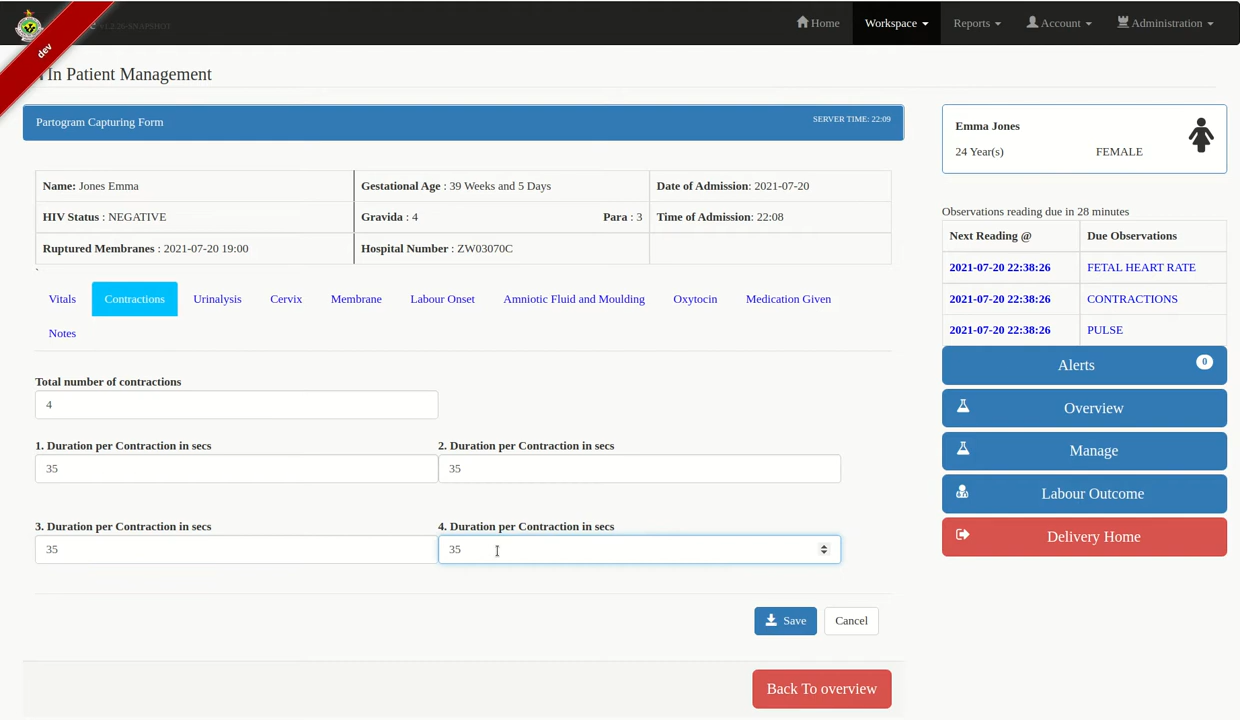 v1.2.26-SNAPSHOT
Home
Workspace
Reports
Account
Administration
dev
In Patient Management
Partogram Capturing Form
SERVER TIME: 22:09
Name: Jones Emma
Gestational Age : 39 Weeks and 5 Days
Date of Admission: 2021-07-20
HIV Status : NEGATIVE
Gravida : 4
Para : 3
Time of Admission: 22:08
Ruptured Membranes : 2021-07-20 19:00
Hospital Number : ZW03070C
`
Vitals
Contractions
Urinalysis
Cervix
Membrane
Labour Onset
Amniotic Fluid and Moulding
Oxytocin
Medication Given
Notes
Total number of contractions
4
1. Duration per Contraction in secs
2. Duration per Contraction in secs
35
35
3. Duration per Contraction in secs
4. Duration per Contraction in secs
35
35
Save
Cancel
Back To overview
Emma Jones
24 Year(s)
FEMALE
Observations reading due in 28 minutes
Next Reading @
Due Observations
2021-07-20 22:38:26
FETAL HEART RATE
2021-07-20 22:38:26
CONTRACTIONS
2021-07-20 22:38:26
PULSE
Alerts
0
Overview
Manage
Labour Outcome
Delivery Home